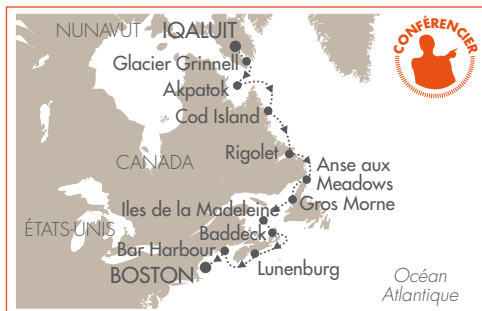 NUNAVUT
IQALUIT
CONFÉRENCIER
Glacier Grinnell
Akpatok
Cod Island
CANADA
Rigolet
Anse aux
Meadows
Gros Morne
Iles de la Madeleine
ÉTATS-UNIS
Baddeck
Bar Harbour
BOSTON
Lunenburg
Océan
Atlantique